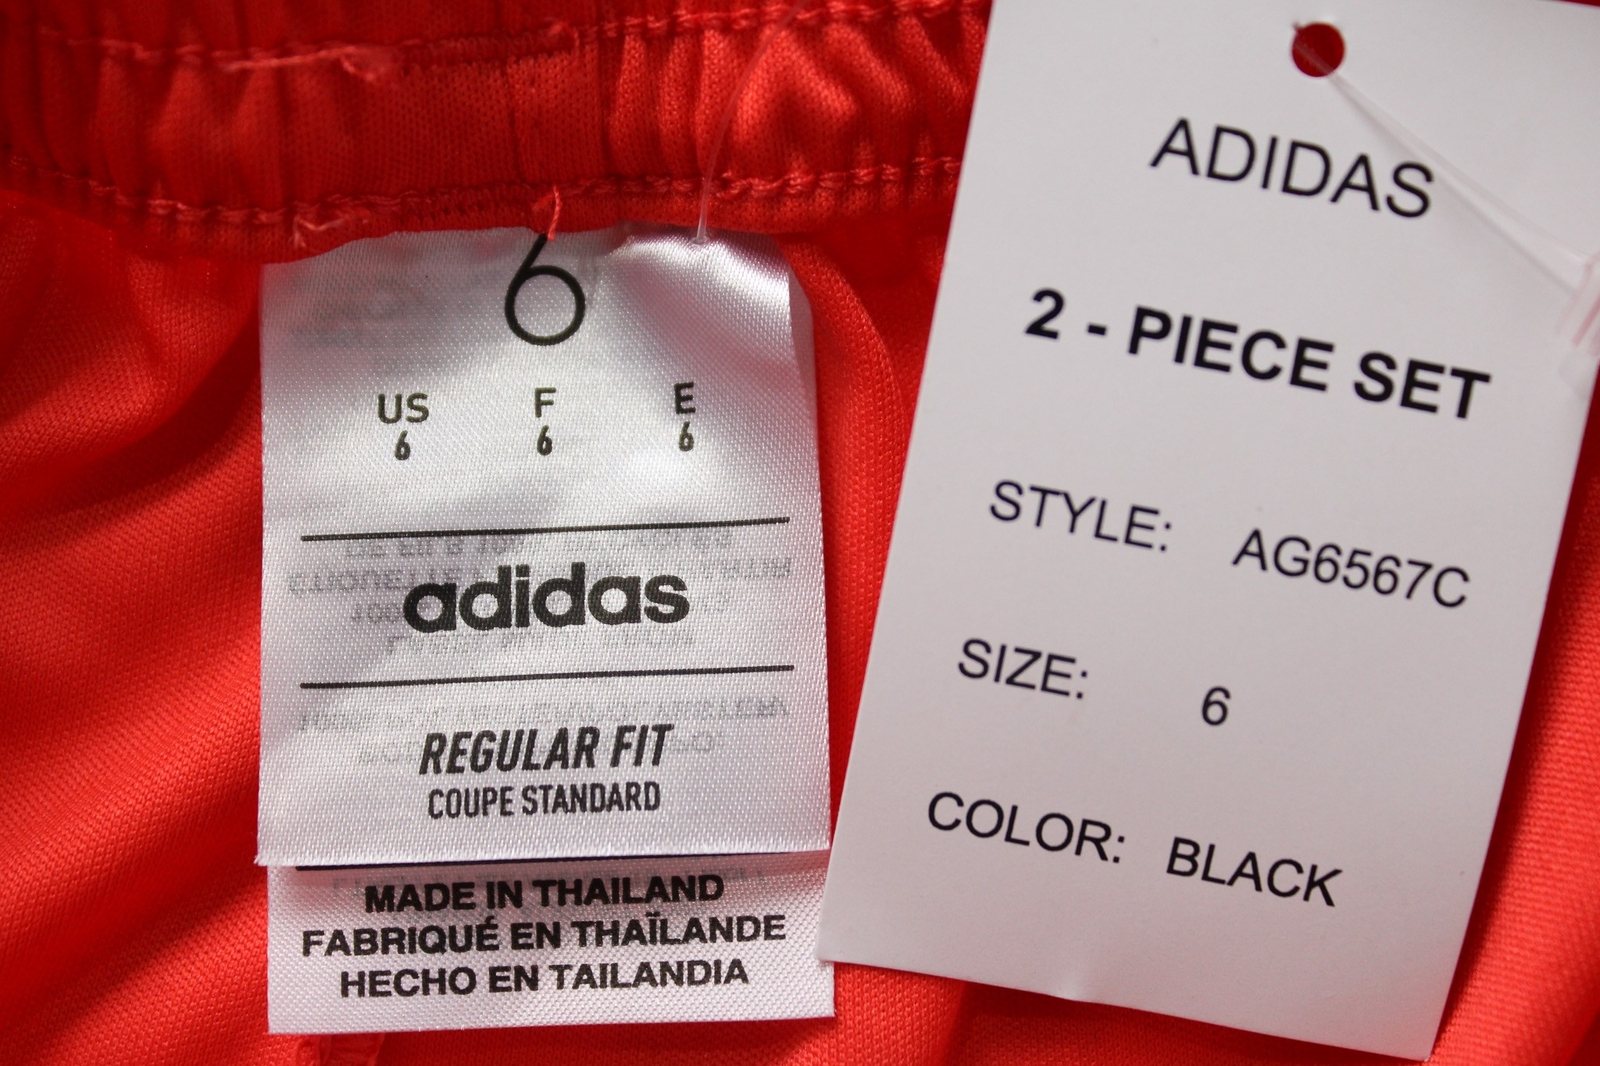 6
US F E
6 6 6
adidas
REGULAR FIT
COUPE STANDARD
MADE IN THAILAND
FABRIQUÉ EN THAÏLANDE
HECHO EN TAILANDIA
ADIDAS
2 - PIECE SET
STYLE: AG6567C
SIZE: 6
COLOR: BLACK